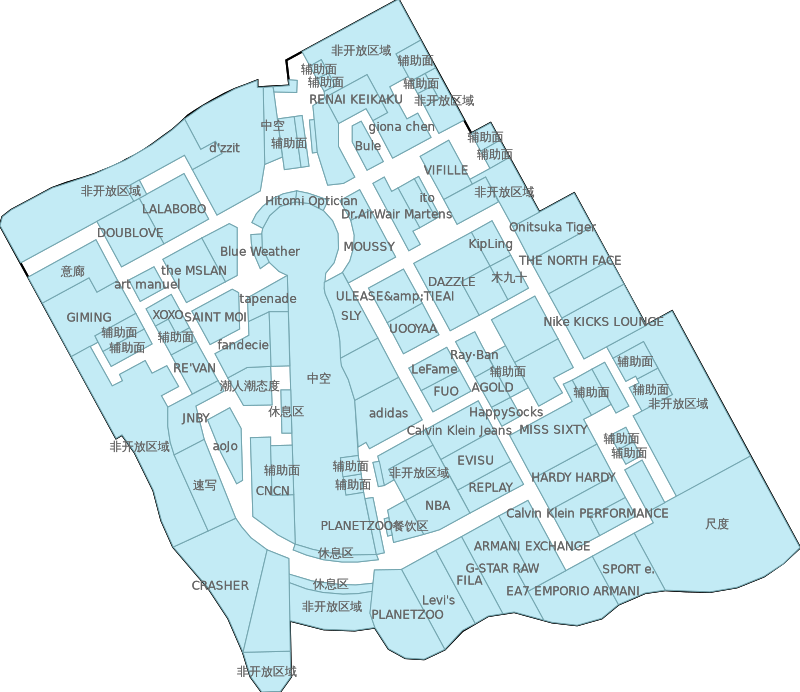 非开放区域
辅助面
辅助面
辅助面
辅助面
RENAI KEIKAKU
非开放区域
中空
giona chen
辅助面
辅助面
Bule
d'zzit
辅助面
VIFILLE
非开放区域
非开放区域
ito
Hitomi Optician
LALABOBO
Dr.AirWair Martens
Onitsuka Tiger
DOUBLOVE
KipLing
MOUSSY
Blue Weather
THE NORTH FACE
意廊
the MSLAN
木九十
art manuel
DAZZLE
tapenade
ULEASE&amp;TIEAI
GIMING
XOXO
SAINT MOI
SLY
Nike KICKS LOUNGE
辅助面
UOOYAA
辅助面
辅助面
fandecie
Ray·Ban
辅助面
RE'VAN
LeFame
辅助面
中空
潮人潮态度
AGOLD
辅助面
FUO
辅助面
非开放区域
休息区
adidas
HappySocks
JNBY
Calvin Klein Jeans
MISS SIXTY
辅助面
非开放区域
aoJo
辅助面
EVISU
辅助面
辅助面
非开放区域
HARDY HARDY
速写
CNCN
辅助面
REPLAY
NBA
Calvin Klein PERFORMANCE
PLANETZOO餐饮区
尺度
ARMANI EXCHANGE
休息区
G-STAR RAW
SPORT e.
FILA
CRASHER
休息区
EA7 EMPORIO ARMANI
Levi's
非开放区域
PLANETZOO
非开放区域